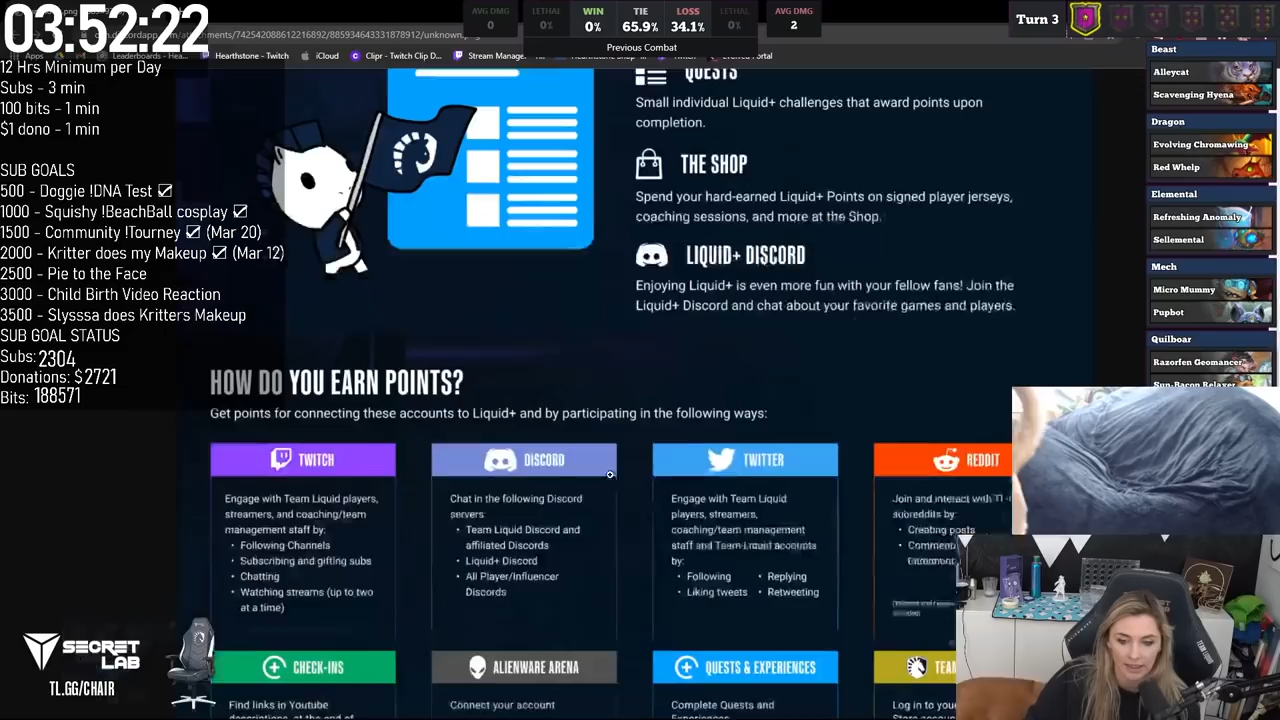 03:52:22
12 Hrs Minimum per Day
Subs - 3 min
100 bits - 1 min
$1 dono - 1 min
SUB GOALS
500 - Doggie !DNA Test ☑
1000 - Squishy !BeachBall cosplay ☑
1500 - Community !Tourney ☑ (Mar 20)
2000 - Kritter does my Makeup ☑ (Mar 12)
2500 - Pie to the Face
3000 - Child Birth Video Reaction
3500 - Slysssa does Kritters Makeup
SUB GOAL STATUS
Subs: 2304
Donations: $2721
Bits: 188571
AVG DMG
0
LETHAL
0%
WIN
0%
TIE
65.9%
LOSS
34.1%
LETHAL
0%
AVG DMG
2
Previous Combat
Turn 3
Hearthstone - Twitch
iCloud
Clipr - Twitch Clip D...
Stream Manage
QUESTS
Small individual Liquid+ challenges that award points upon
completion.
THE SHOP
Spend your hard-earned Liquid+ Points on signed player jerseys,
coaching sessions, and more at the Shop.
LIQUID+ DISCORD
Enjoying Liquid+ is even more fun with your fellow fans! Join the
Liquid+ Discord and chat about your favorite games and players.
HOW DO YOU EARN POINTS?
Get points for connecting these accounts to Liquid+ and by participating in the following ways:
TWITCH
Engage with Team Liquid players,
streamers, and coaching/team
management staff by:
• Following Channels
• Subscribing and gifting subs
• Chatting
• Watching streams (up to two
at a time)
DISCORD
Chat in the following Discord
servers:
• Team Liquid Discord and
affiliated Discords
• Liquid+ Discord
• All Player/Influencer
Discords
TWITTER
Engage with Team Liquid
players, streamers,
coaching/team management
staff and Team Liquid accounts
by:
• Following
• Replying
• Liking tweets
• Retweeting
REDDIT
Join and interact with
subreddits by:
• Creating posts
CHECK-INS
Find links in Youtube
ALIENWARE ARENA
Connect your account
QUESTS & EXPERIENCES
Complete Quests and
Log in to your
Beast
Alleycat
Scavenging Hyena
Dragon
Evolving Chromawing
Red Whelp
Elemental
Refreshing Anomaly
Sellemental
Mech
Micro Mummy
Pupbot
Quilboar
Razorfen Geomancer
Sun-Bacon Relaxer
SECRET
LAB
TL.GG/CHAIR